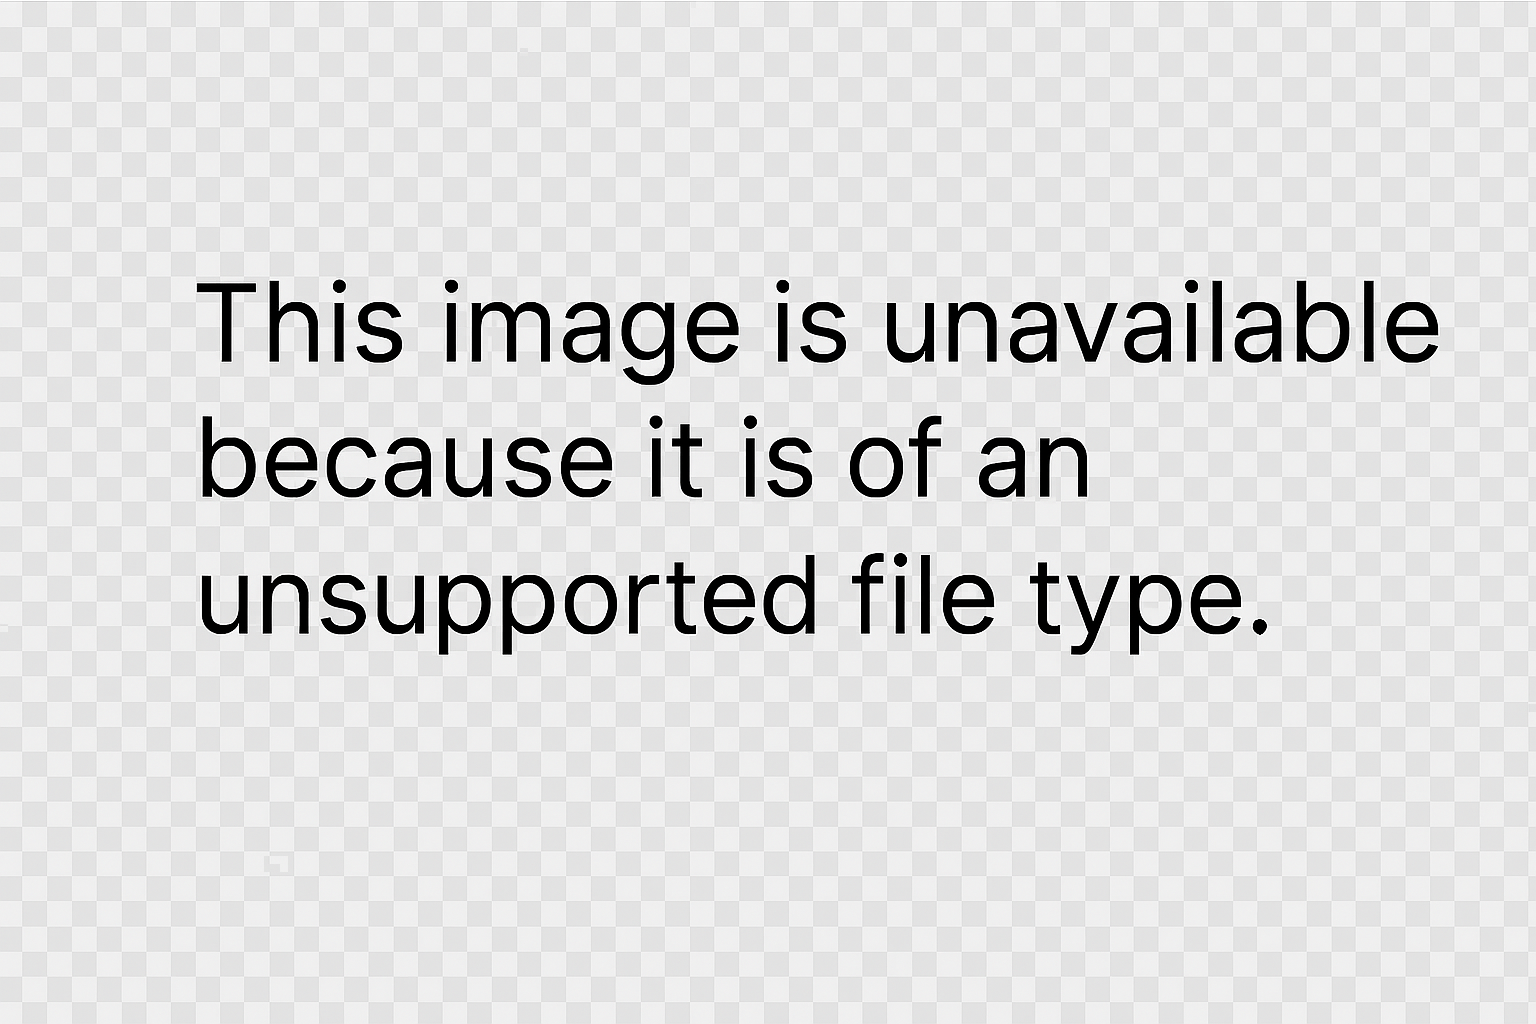 This image is unavailable
because it is of an
unsupported file type.